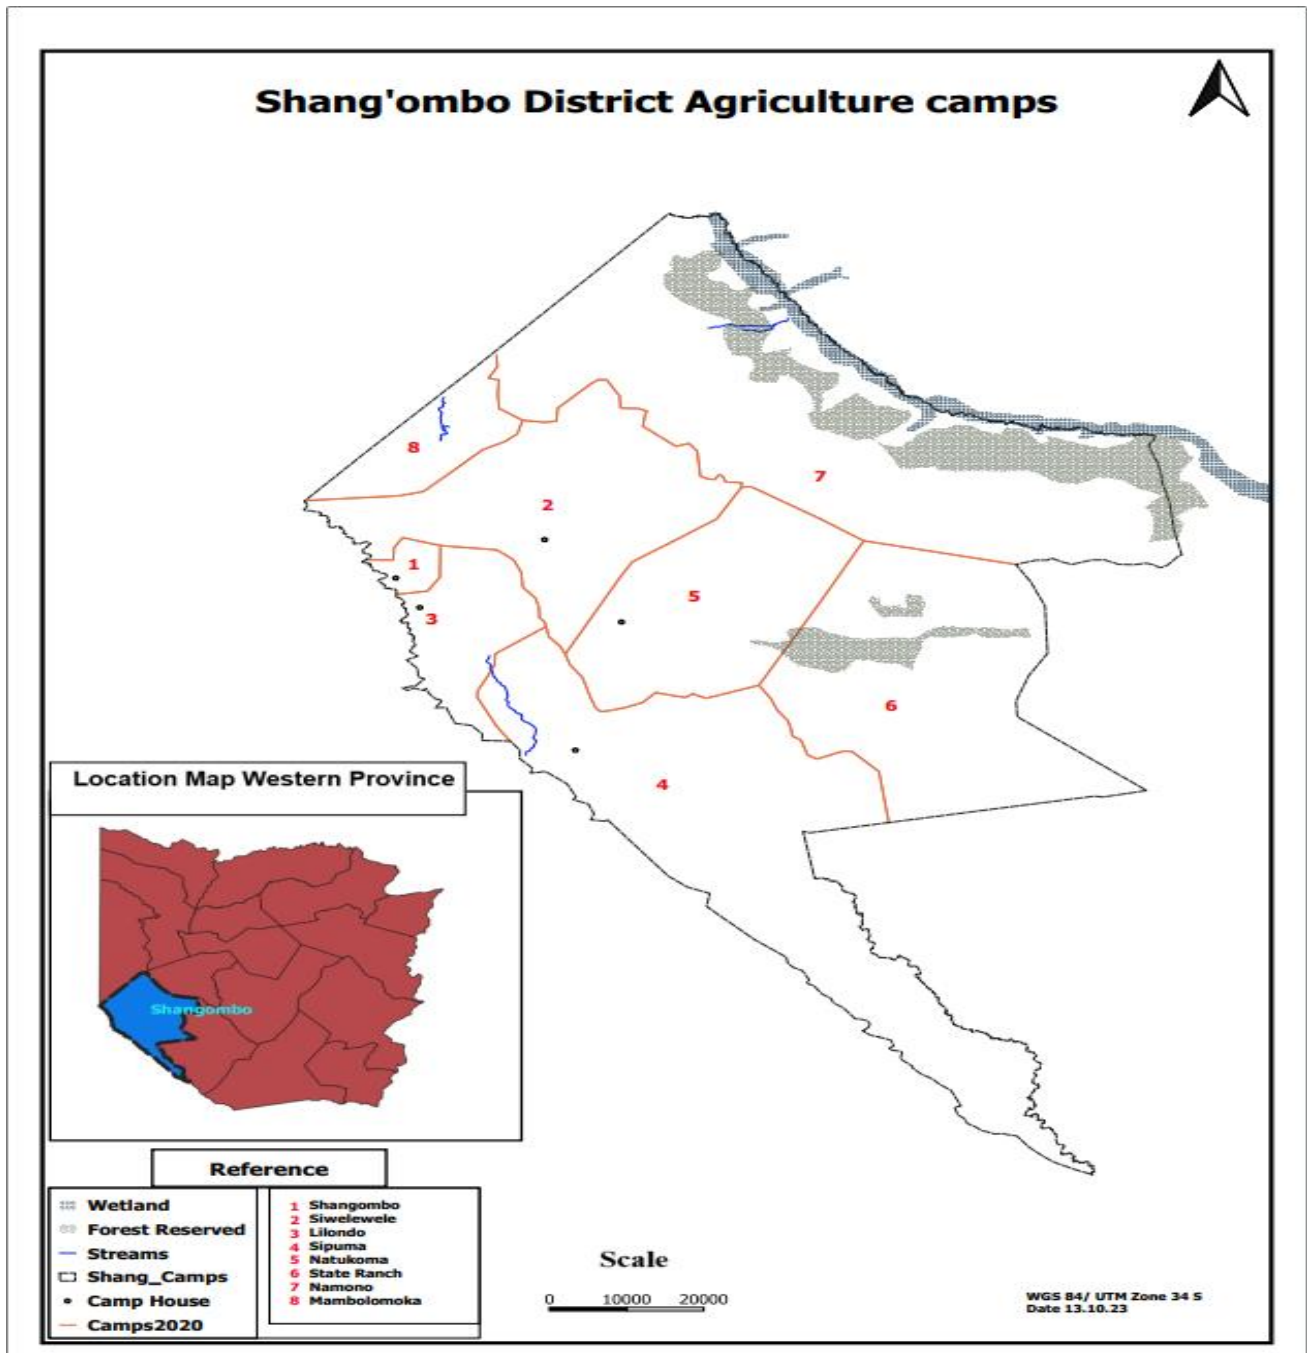 Shang'ombo District Agriculture camps
8
7
2
1
5
3
6
4
Location Map Western Province
Shangombo
Reference
Wetland
Forest Reserved
Streams
Shang_Camps
Camp House
Camps2020
1 Shangombo
2 Siwelewele
3 Lilondo
4 Sipuma
5 Natukoma
6 State Ranch
7 Namono
8 Mambolomoka
Scale
0 10000 20000
WGS 84/ UTM Zone 34 S
Date 13.10.23